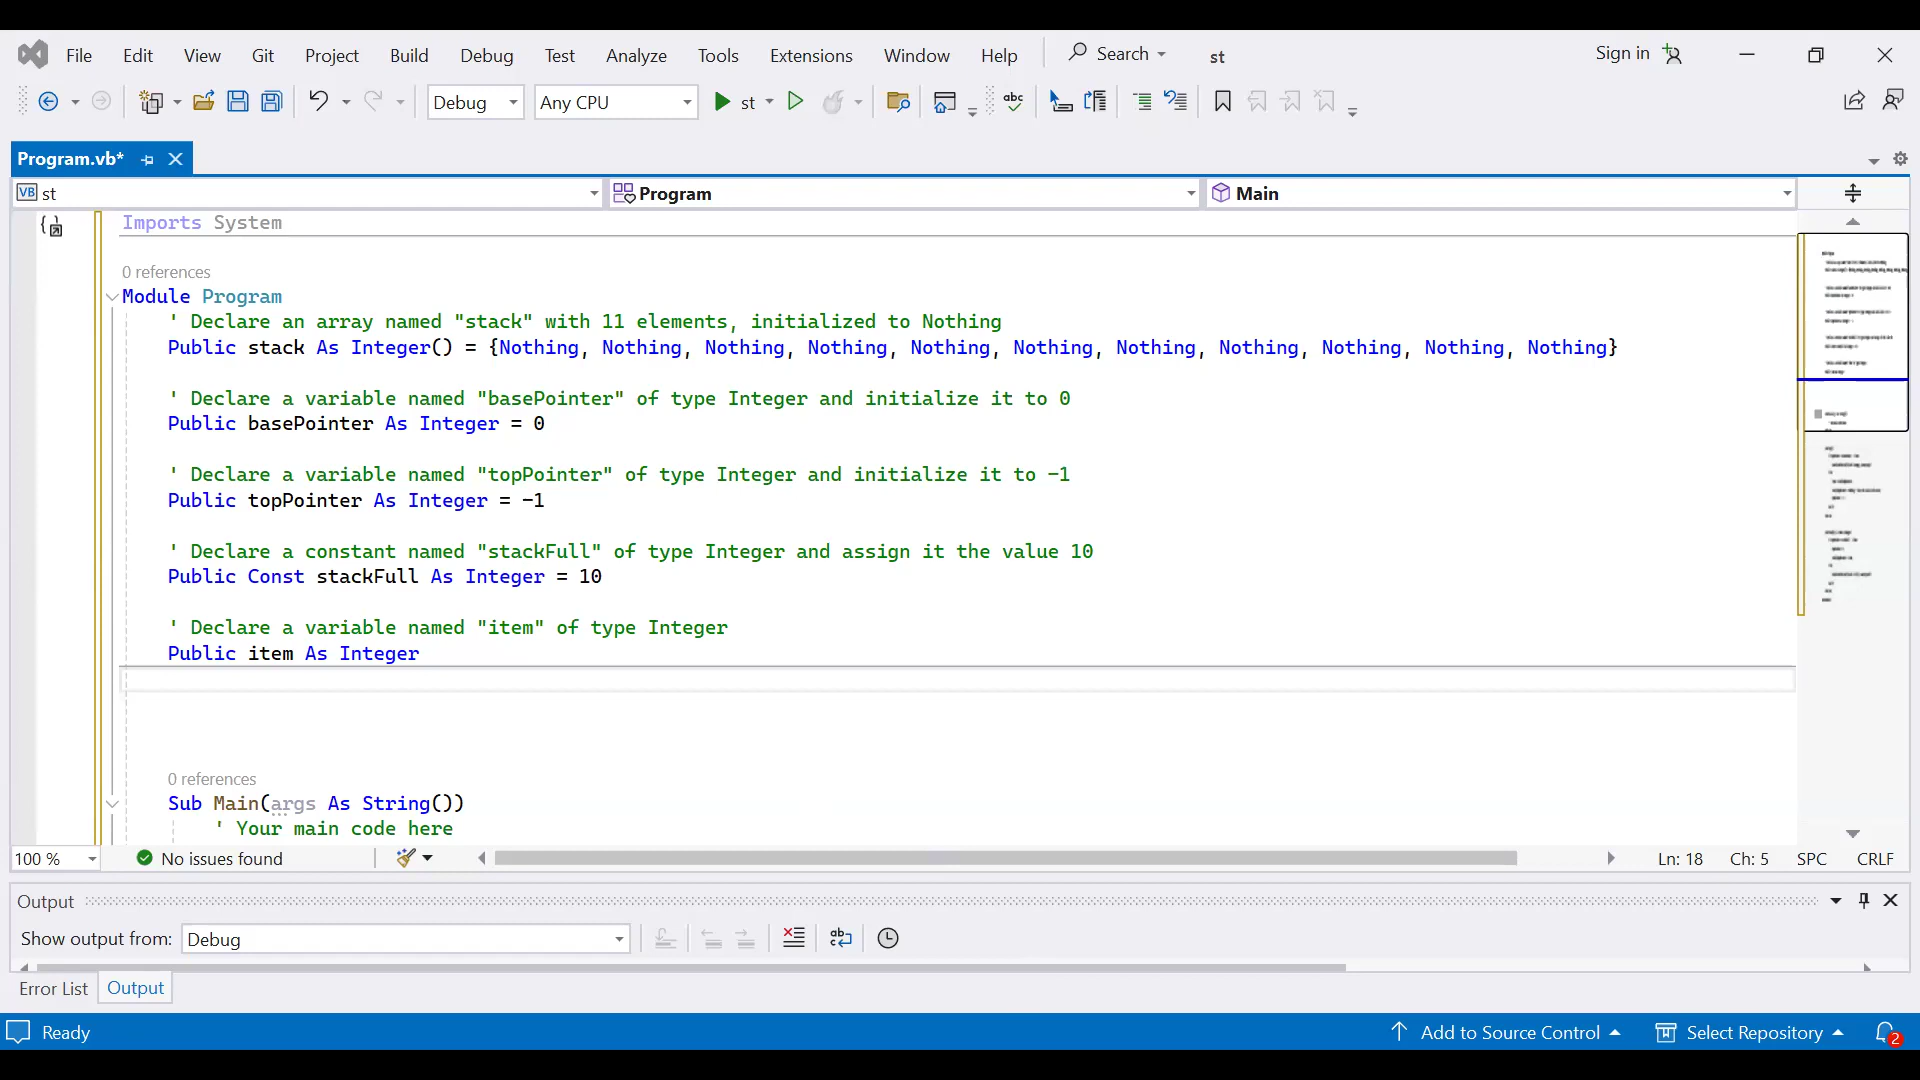 File Edit View Git Project Build Debug Test Analyze Tools Extensions Window Help Search st Sign in
Debug Any CPU st abc
Program.vb*
VB st Program Main
Imports System
0 references
Module Program
' Declare an array named "stack" with 11 elements, initialized to Nothing
Public stack As Integer() = {Nothing, Nothing, Nothing, Nothing, Nothing, Nothing, Nothing, Nothing, Nothing, Nothing, Nothing}
' Declare a variable named "basePointer" of type Integer and initialize it to 0
Public basePointer As Integer = 0
' Declare a variable named "topPointer" of type Integer and initialize it to -1
Public topPointer As Integer = -1
' Declare a constant named "stackFull" of type Integer and assign it the value 10
Public Const stackFull As Integer = 10
' Declare a variable named "item" of type Integer
Public item As Integer
0 references
Sub Main(args As String())
' Your main code here
100 % No issues found Ln: 18 Ch: 5 SPC CRLF
Output
Show output from: Debug ab
Error List Output
Ready Add to Source Control Select Repository 2